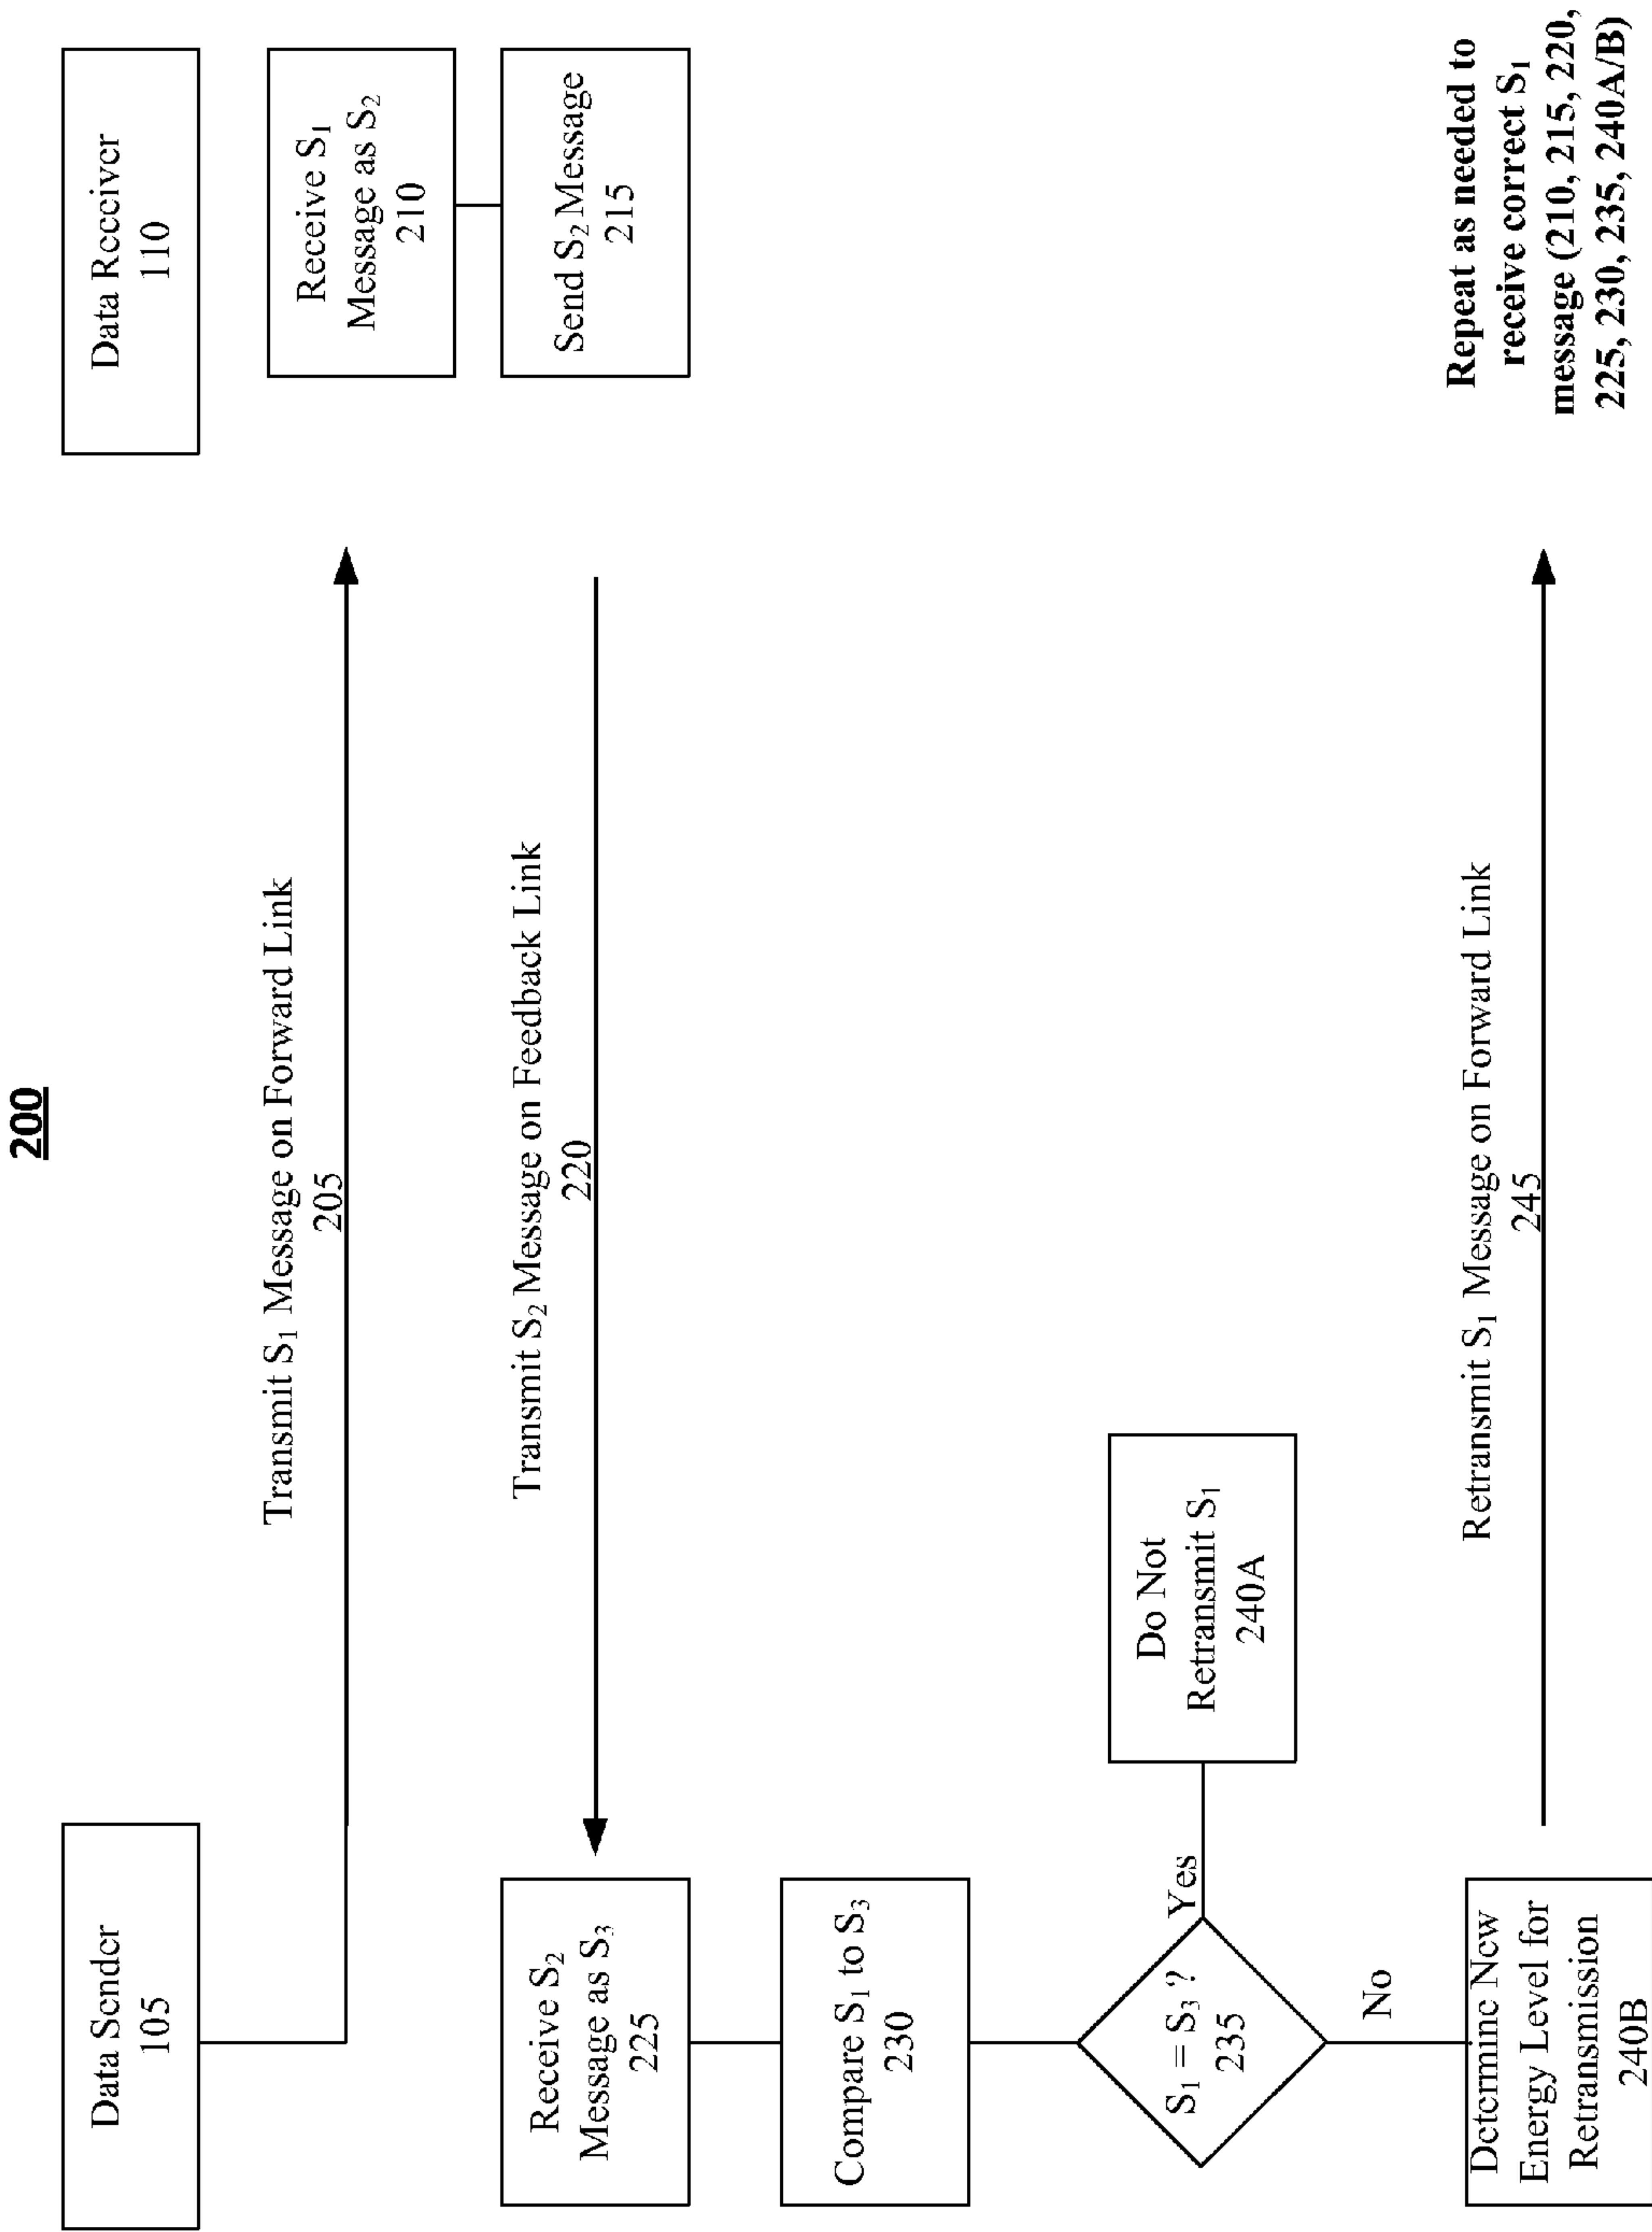 200
Data Sender
105
Data Receiver
110
Transmit S₁ Message on Forward Link
205
Receive S₁
Message as S₂
210
Send S₂ Message
215
Transmit S₂ Message on Feedback Link
220
Receive S₂
Message as S₃
225
Compare S₁ to S₃
230
S₁ = S₃ ?
235
Yes
Do Not
Retransmit S₁
240A
No
Determine New
Energy Level for
Retransmission
240B
Retransmit S₁ Message on Forward Link
245
Repeat as needed to
receive correct S₁
message (210, 215, 220,
225, 230, 235, 240A/B)